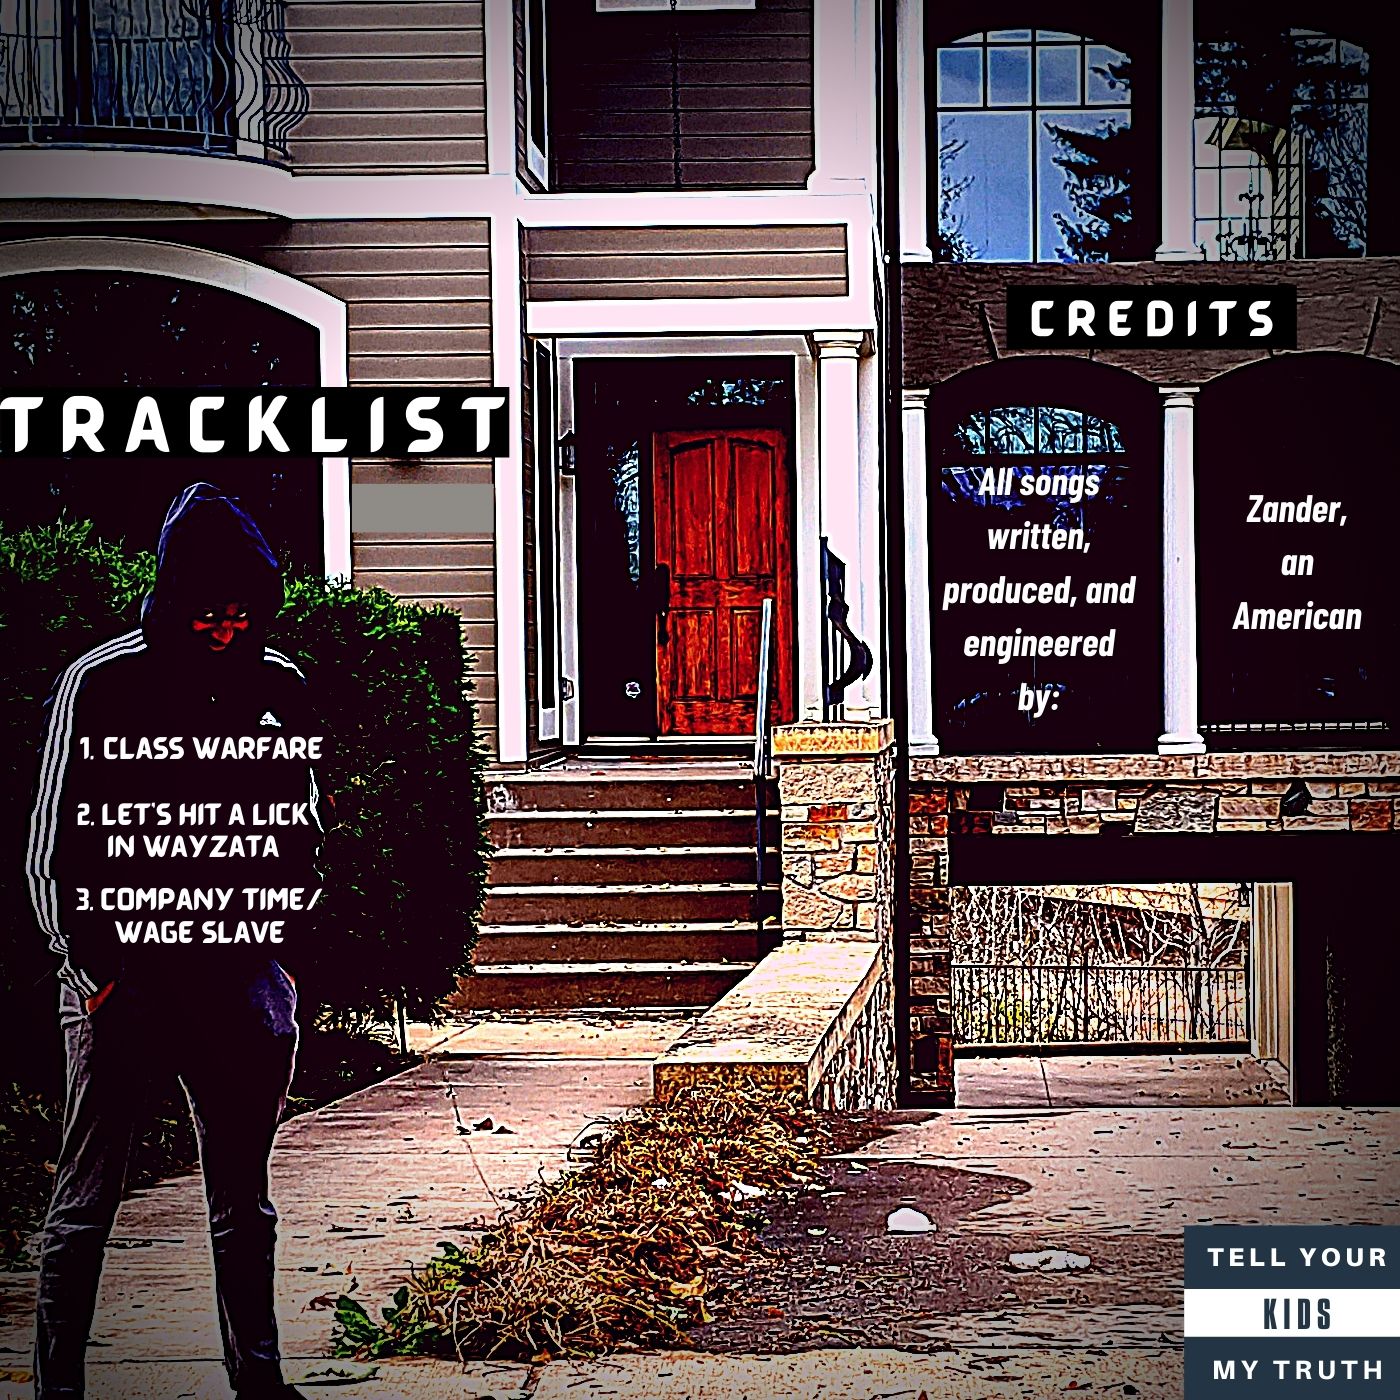 CREDITS
TRACKLIST
All songs
written,
produced, and
engineered
by:
Zander,
an
American
1. CLASS WARFARE
2. LET'S HIT A LICK
IN WAYZATA
3. COMPANY TIME/
WAGE SLAVE
TELL YOUR
KIDS
MY TRUTH